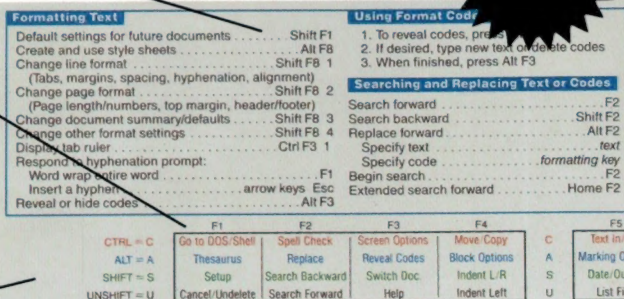 Formatting Text
Default settings for future documents . . . . . . . Shift F1
Create and use style sheets . . . . . . . . . . . . . . . . . . . . Alt F8
Change line format . . . . . . . . . . . . . . . . . . . . . . Shift F8 1
(Tabs, margins, spacing, hyphenation, alignment)
Change page format . . . . . . . . . . . . . . . . . . . . . Shift F8 2
(Page length/numbers, top margin, header/footer)
Change document summary/defaults . . . . Shift F8 3
Change other format settings . . . . . . . . . . . Shift F8 4
Display tab ruler . . . . . . . . . . . . . . . . . . . . . . . . . Ctrl F3 1
Respond to hyphenation prompt:
Word wrap entire word . . . . . . . . . . . . . . . . . . . . . . F1
Insert a hyphen . . . . . . . . . . . . . . . . arrow keys Esc
Reveal or hide codes . . . . . . . . . . . . . . . . . . . . . . . . . Alt F3
Using Format
1. To reveal codes,
2. If desired, type new text or delete codes
3. When finished, press Alt F3
Searching and Replacing Text or Codes
Search forward . . . . . . . . . . . . . . . . . . . . . . . . . F2
Search backward . . . . . . . . . . . . . . . . . . . Shift F2
Replace forward . . . . . . . . . . . . . . . . . . . . . Alt F2
Specify text . . . . . . . . . . . . . . . . . . . . . . . . . text
Specify code . . . . . . . . . . . . . . formatting key
Begin search . . . . . . . . . . . . . . . . . . . . . . . . . . . F2
Extended search forward . . . . . . . . . . Home F2
F1 F2 F3 F4 F5
CTRL = C Go to DOS/Shell Spell Check Screen Options Move/Copy C Text in/
ALT = A Thesaurus Replace Reveal Codes Block Options A Marking
SHIFT = S Setup Search Backward Switch Doc. Indent L/R S Date/
UNSHIFT = U Cancel/Undelete Search Forward Help Indent Left U List